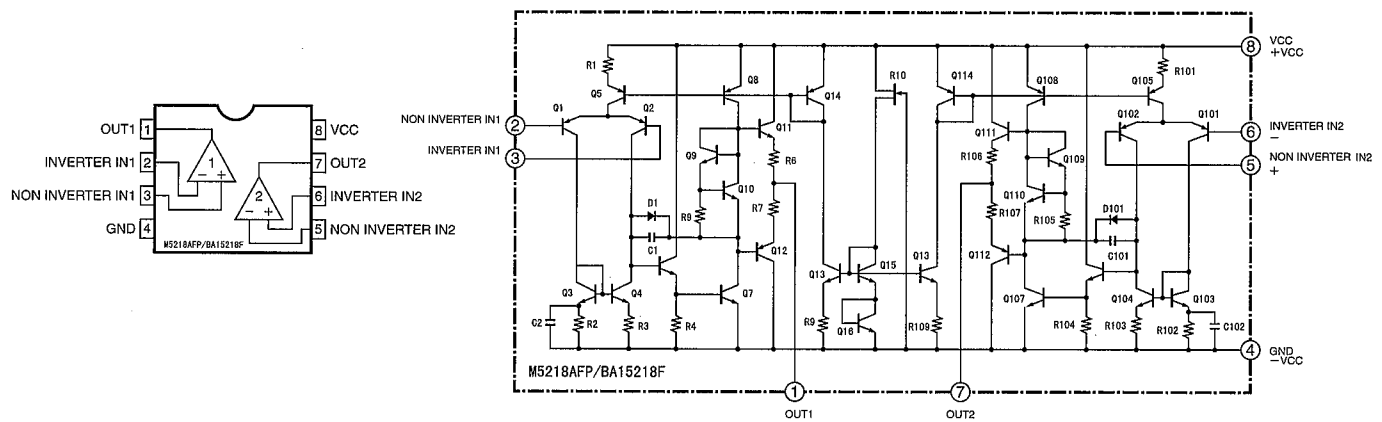 OUT1 1
INVERTER IN1 2
NON INVERTER IN1 3
GND 4
8 VCC
7 OUT2
6 INVERTER IN2
5 NON INVERTER IN2
1
- +
2
- +
M5218AFP/BA15218F
NON INVERTER IN1 2
INVERTER IN1 3
8 VCC
+VCC
6 INVERTER IN2
-
5 NON INVERTER IN2
+
4 GND
-VCC
1
OUT1
7
OUT2
R1
Q5
Q1
Q2
Q8
Q11
Q9
R6
Q10
R9
R7
D1
C1
Q12
Q3
Q4
Q7
C2
R2
R3
R4
Q14
R10
Q114
Q13
Q15
Q13
R9
Q16
R109
Q108
Q105
R101
Q111
Q102
Q101
R106
Q109
Q110
R107
R105
D101
C101
Q112
Q107
Q104
Q103
R104
R103
R102
C102
M5218AFP/BA15218F